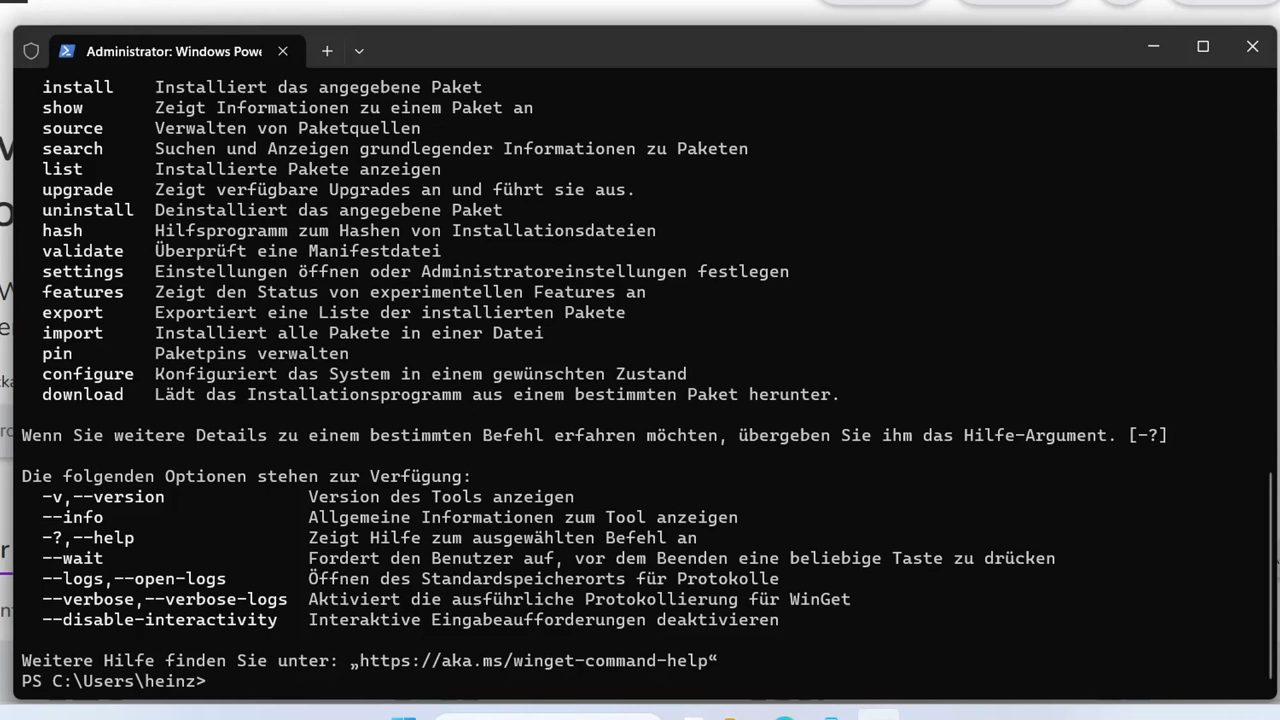 Administrator: Windows Powe
install Installiert das angegebene Paket
show Zeigt Informationen zu einem Paket an
source Verwalten von Paketquellen
search Suchen und Anzeigen grundlegender Informationen zu Paketen
list Installierte Pakete anzeigen
upgrade Zeigt verfügbare Upgrades an und führt sie aus.
uninstall Deinstalliert das angegebene Paket
hash Hilfsprogramm zum Hashen von Installationsdateien
validate Überprüft eine Manifestdatei
settings Einstellungen öffnen oder Administratoreinstellungen festlegen
features Zeigt den Status von experimentellen Features an
export Exportiert eine Liste der installierten Pakete
import Installiert alle Pakete in einer Datei
pin Paketpins verwalten
configure Konfiguriert das System in einem gewünschten Zustand
download Lädt das Installationsprogramm aus einem bestimmten Paket herunter.
Wenn Sie weitere Details zu einem bestimmten Befehl erfahren möchten, übergeben Sie ihm das Hilfe-Argument. [-?]
Die folgenden Optionen stehen zur Verfügung:
-v,--version Version des Tools anzeigen
--info Allgemeine Informationen zum Tool anzeigen
-?,--help Zeigt Hilfe zum ausgewählten Befehl an
--wait Fordert den Benutzer auf, vor dem Beenden eine beliebige Taste zu drücken
--logs,--open-logs Öffnen des Standardspeicherorts für Protokolle
--verbose,--verbose-logs Aktiviert die ausführliche Protokollierung für WinGet
--disable-interactivity Interaktive Eingabeaufforderungen deaktivieren
Weitere Hilfe finden Sie unter: „https://aka.ms/winget-command-help“
PS C:\Users\heinz>